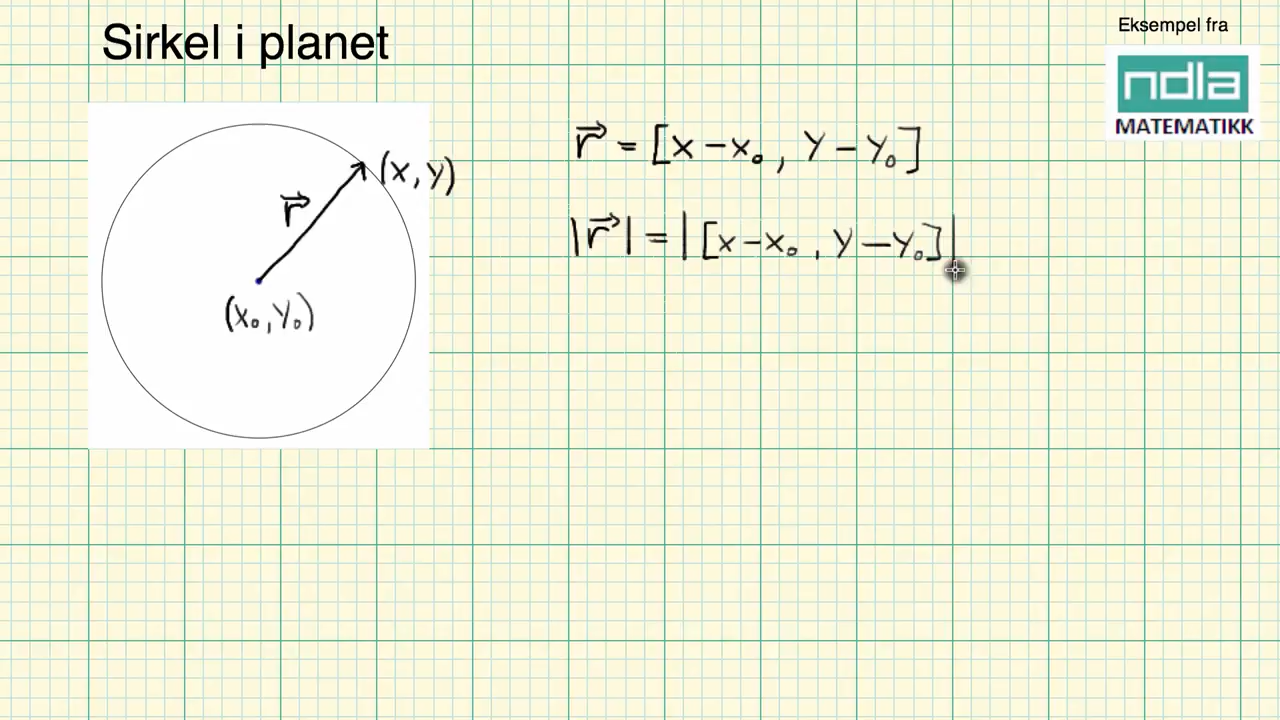 Sirkel i planet
Eksempel fra
ndla
MATEMATIKK
(x, y)
r⃗
(x₀, y₀)
r⃗ = [x − x₀, y − y₀]
|r⃗| = |[x − x₀, y − y₀]|